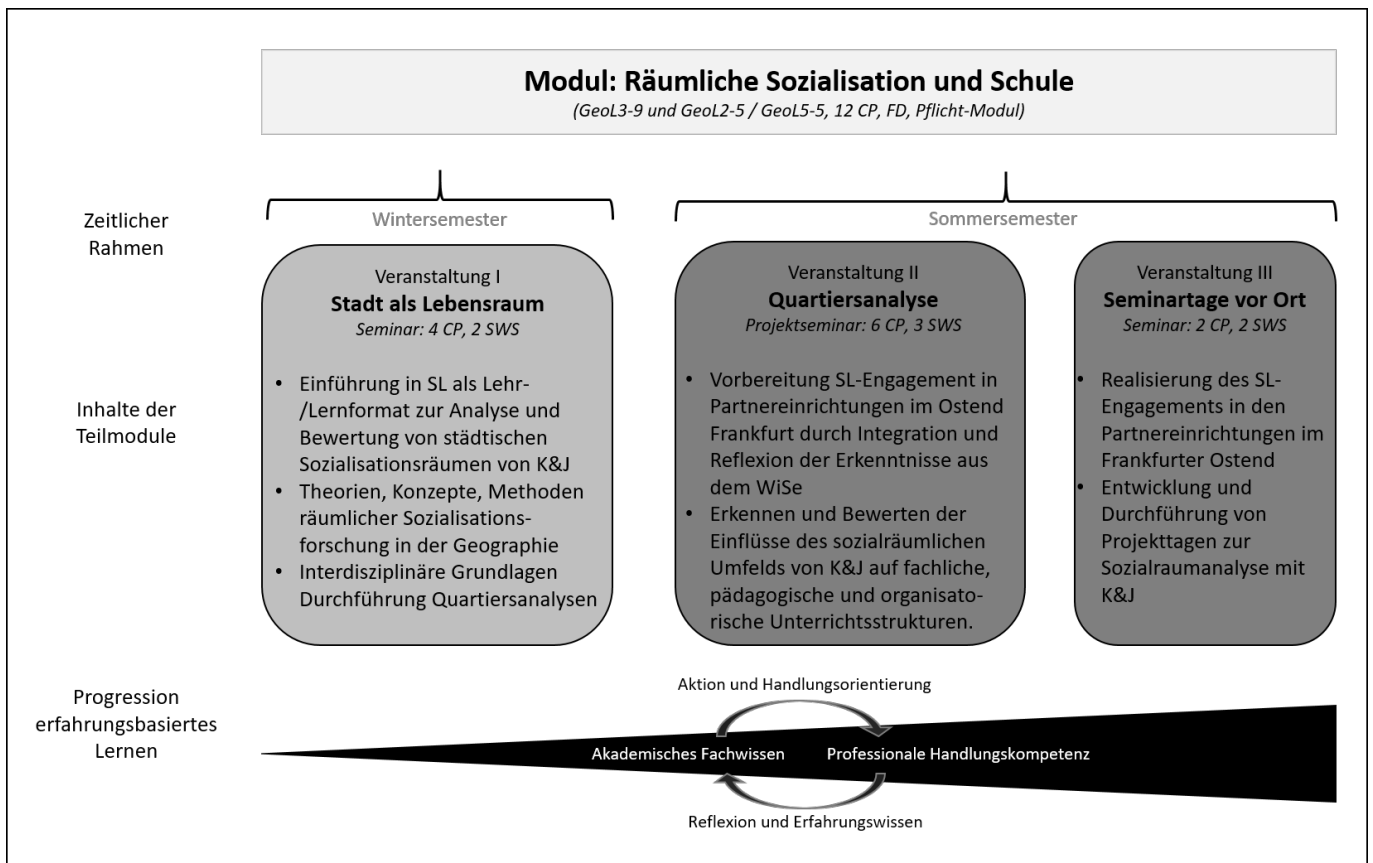 Modul: Räumliche Sozialisation und Schule
(GeoL3-9 und GeoL2-5 / GeoL5-5, 12 CP, FD, Pflicht-Modul)
Zeitlicher
Rahmen
Wintersemester
Sommersemester
Inhalte der
Teilmodule
Veranstaltung I
Stadt als Lebensraum
Seminar: 4 CP, 2 SWS
• Einführung in SL als Lehr-
/Lernformat zur Analyse und
Bewertung von städtischen
Sozialisationsräumen von K&J
• Theorien, Konzepte, Methoden
räumlicher Sozialisations-
forschung in der Geographie
• Interdisziplinäre Grundlagen
Durchführung Quartiersanalysen
Veranstaltung II
Quartiersanalyse
Projektseminar: 6 CP, 3 SWS
• Vorbereitung SL-Engagement in
Partnereinrichtungen im Ostend
Frankfurt durch Integration und
Reflexion der Erkenntnisse aus
dem WiSe
• Erkennen und Bewerten der
Einflüsse des sozialräumlichen
Umfelds von K&J auf fachliche,
pädagogische und organisato-
rische Unterrichtsstrukturen.
Veranstaltung III
Seminartage vor Ort
Seminar: 2 CP, 2 SWS
• Realisierung des SL-
Engagements in den
Partnereinrichtungen im
Frankfurter Ostend
• Entwicklung und
Durchführung von
Projekttagen zur
Sozialraumanalyse mit
K&J
Progression
erfahrungsbasiertes
Lernen
Aktion und Handlungsorientierung
Akademisches Fachwissen
Professionale Handlungskompetenz
Reflexion und Erfahrungswissen